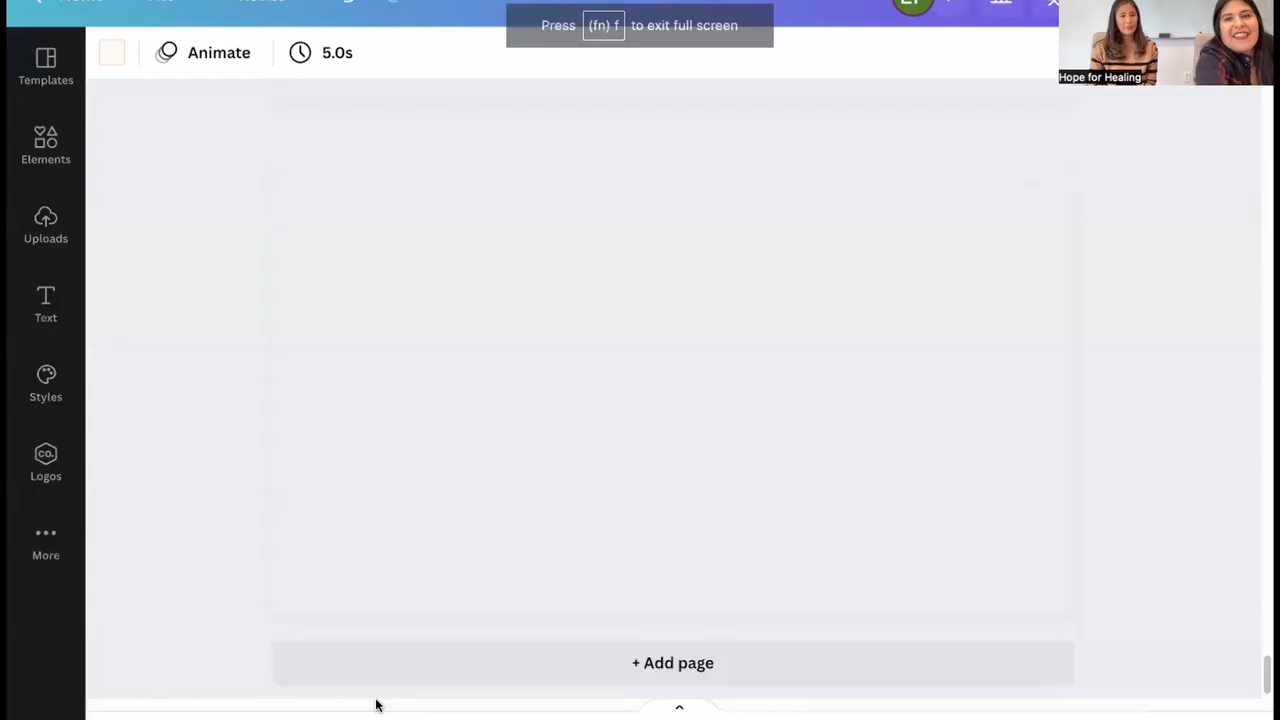 Press (fn) f to exit full screen
Animate
5.0s
Hope for Healing
Templates
Elements
Uploads
Text
Styles
CO.
Logos
More
+ Add page